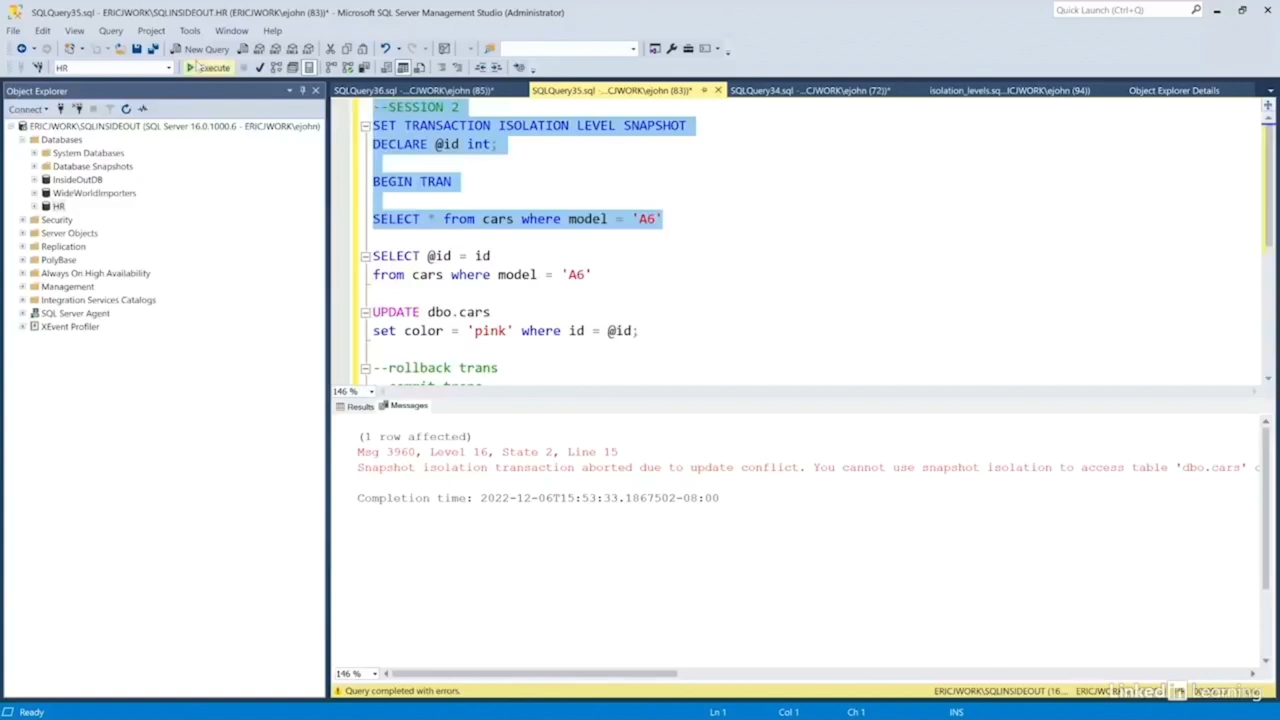 SQLQuery35.sql - ERICJWORK\SQLINSIDEOUT.HR (ERICJWORK\ejohn (83))* - Microsoft SQL Server Management Studio (Administrator)
Quick Launch (Ctrl+Q)
File Edit View Query Project Tools Window Help
New Query
HR
Execute
Object Explorer
SQLQuery36.sql -...CJWORK\ejohn (85))*
SQLQuery35.sql -...CJWORK\ejohn (83))*
SQLQuery34.sql -...CJWORK\ejohn (72))*
isolation_levels.sq...ICJWORK\ejohn (94))
Object Explorer Details
Connect
ERICJWORK\SQLINSIDEOUT (SQL Server 16.0.1000.6 - ERICJWORK\ejohn)
Databases
System Databases
Database Snapshots
InsideOutDB
WideWorldImporters
HR
Security
Server Objects
Replication
PolyBase
Always On High Availability
Management
Integration Services Catalogs
SQL Server Agent
XEvent Profiler
--SESSION 2
SET TRANSACTION ISOLATION LEVEL SNAPSHOT
DECLARE @id int;
BEGIN TRAN
SELECT * from cars where model = 'A6'
SELECT @id = id
from cars where model = 'A6'
UPDATE dbo.cars
set color = 'pink' where id = @id;
--rollback trans
146 %
Results Messages
(1 row affected)
Msg 3960, Level 16, State 2, Line 15
Snapshot isolation transaction aborted due to update conflict. You cannot use snapshot isolation to access table 'dbo.cars'
Completion time: 2022-12-06T15:53:33.1867502-08:00
146 %
Query completed with errors.
ERICJWORK\SQLINSIDEOUT (16...
LinkedIn Learning
Ready
Ln 1
Col 1
Ch 1
INS